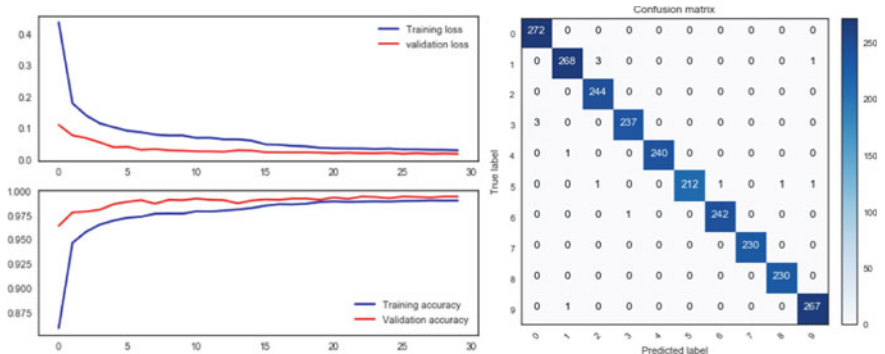 0.4
0.3
0.2
0.1
0.0
Training loss
validation loss
0 5 10 15 20 25 30
1.000
0.975
0.950
0.925
0.900
0.875
Training accuracy
Validation accuracy
0 5 10 15 20 25 30
Confusion matrix
True label
0 272 0 0 0 0 0 0 0 0 0
1 0 268 3 0 0 0 0 0 0 1
2 0 0 244 0 0 0 0 0 0 0
3 3 0 0 237 0 0 0 0 0 0
4 0 1 0 0 240 0 0 0 0 0
5 0 0 1 0 0 212 1 0 1 1
6 0 0 0 1 0 0 242 0 0 0
7 0 0 0 0 0 0 0 230 0 0
8 0 0 0 0 0 0 0 0 230 0
9 0 1 0 0 0 0 0 0 0 267
0 1 2 3 4 5 6 7 8 9
Predicted label
250
200
150
100
50
0